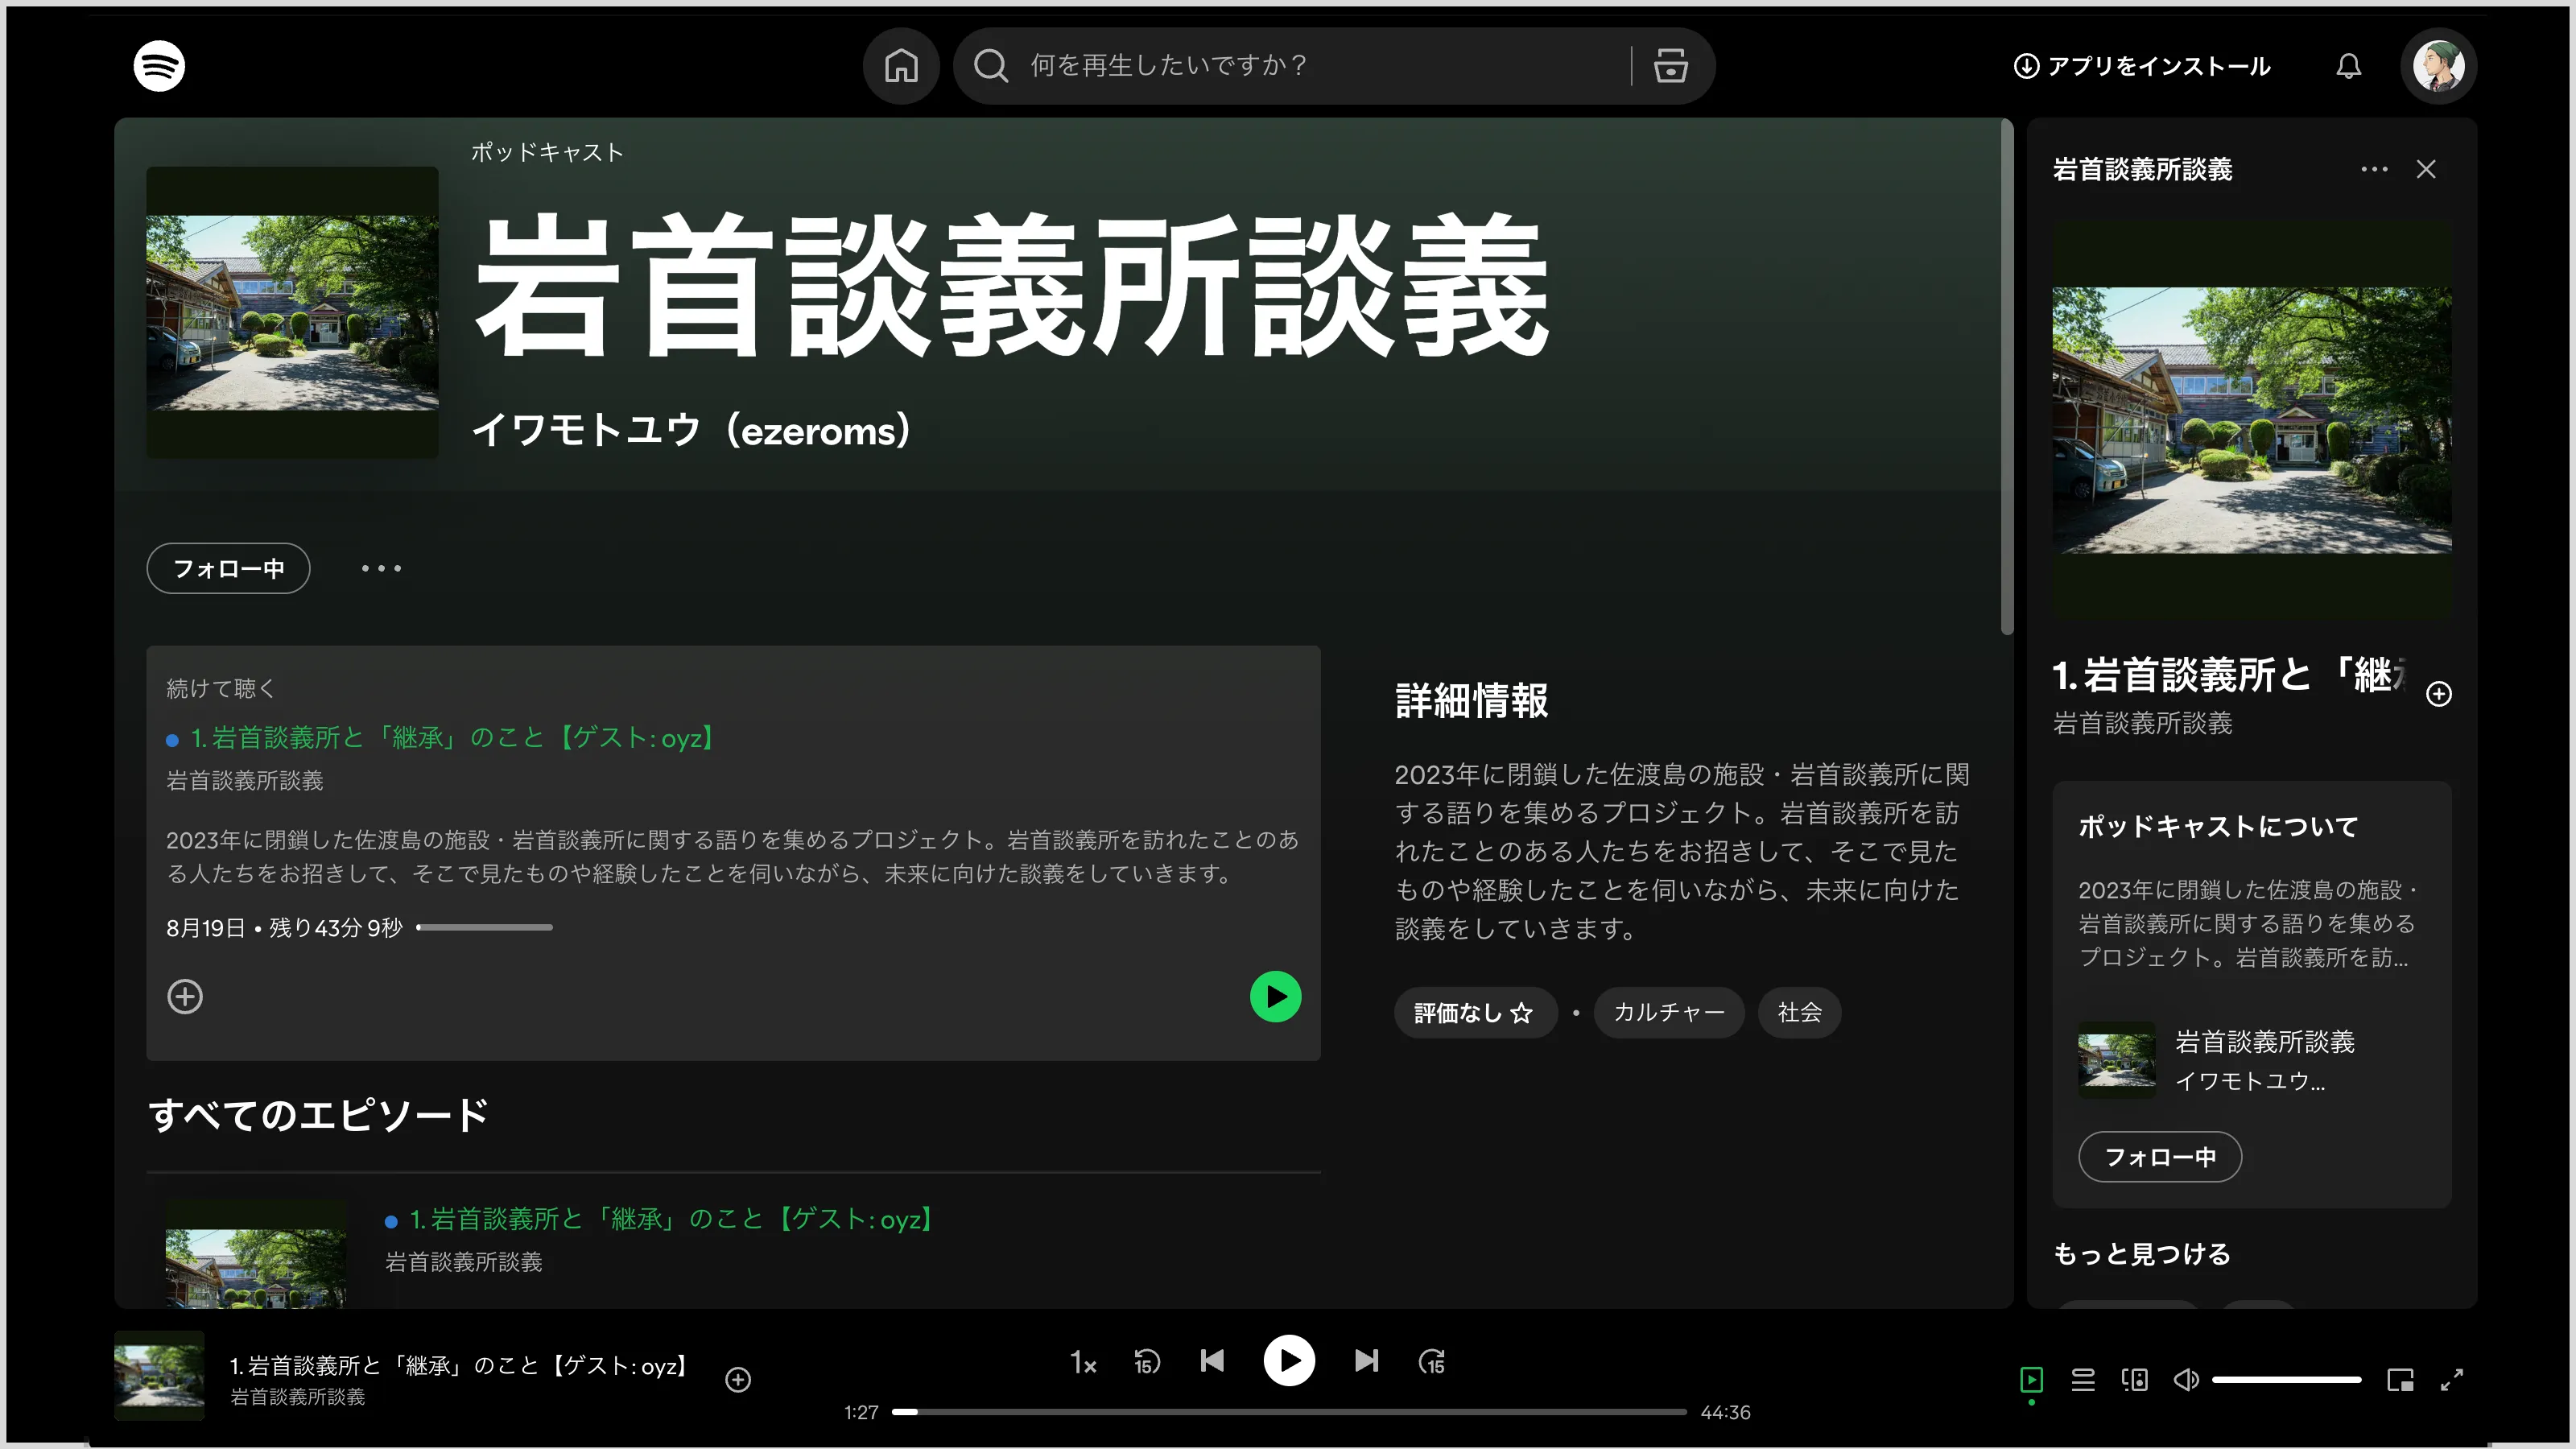 何を再生したいですか？
アプリをインストール
ポッドキャスト
岩首談義所談義
イワモトユウ（ezeroms）
フォロー中
続けて聴く
1. 岩首談義所と「継承」のこと【ゲスト: oyz】
岩首談義所談義
2023年に閉鎖した佐渡島の施設・岩首談義所に関する語りを集めるプロジェクト。岩首談義所を訪れたことのあ
る人たちをお招きして、そこで見たものや経験したことを伺いながら、未来に向けた談義をしていきます。
8月19日 • 残り43分 9秒
すべてのエピソード
1. 岩首談義所と「継承」のこと【ゲスト: oyz】
岩首談義所談義
詳細情報
2023年に閉鎖した佐渡島の施設・岩首談義所に関
する語りを集めるプロジェクト。岩首談義所を訪
れたことのある人たちをお招きして、そこで見た
ものや経験したことを伺いながら、未来に向けた
談義をしていきます。
評価なし • カルチャー 社会
岩首談義所談義
1. 岩首談義所と「継
岩首談義所談義
ポッドキャストについて
2023年に閉鎖した佐渡島の施設・
岩首談義所に関する語りを集める
プロジェクト。岩首談義所を訪...
岩首談義所談義
イワモトユウ...
フォロー中
もっと見つける
1. 岩首談義所と「継承」のこと【ゲスト: oyz】
岩首談義所談義
1x 15 15
1:27 44:36